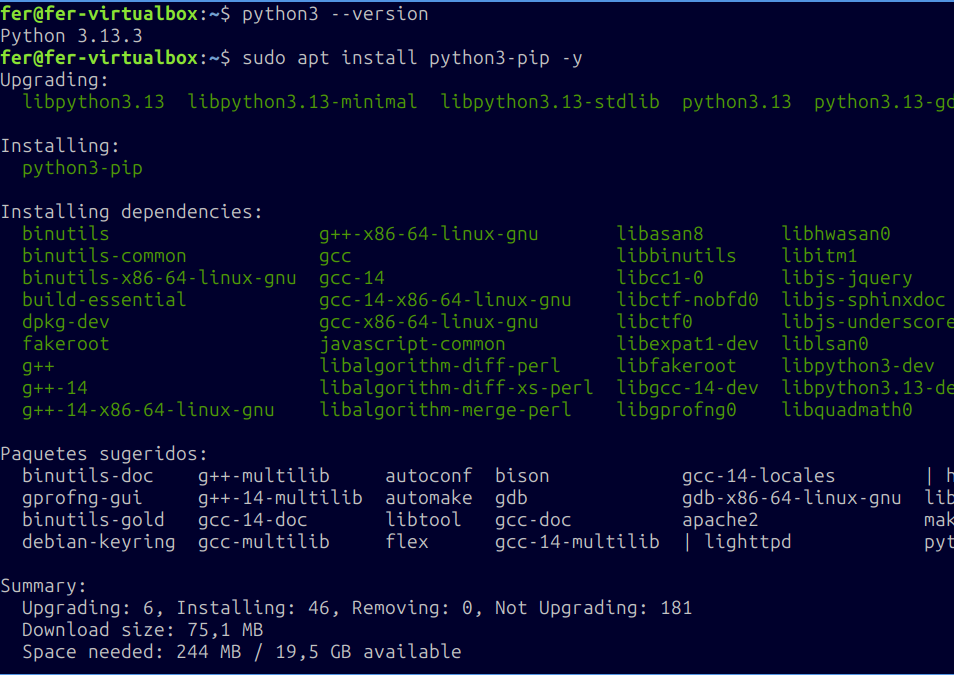 fer@fer-virtualbox:~$ python3 --version
Python 3.13.3
fer@fer-virtualbox:~$ sudo apt install python3-pip -y
Upgrading:
  libpython3.13  libpython3.13-minimal  libpython3.13-stdlib  python3.13  python3.13-gd

Installing:
  python3-pip

Installing dependencies:
  binutils                  g++-x86-64-linux-gnu       libasan8       libhwasan0
  binutils-common           gcc                        libbinutils    libitm1
  binutils-x86-64-linux-gnu  gcc-14                     libcc1-0       libjs-jquery
  build-essential           gcc-14-x86-64-linux-gnu    libctf-nobfd0  libjs-sphinxdoc
  dpkg-dev                  gcc-x86-64-linux-gnu       libctf0        libjs-underscore
  fakeroot                  javascript-common          libexpat1-dev  liblsan0
  g++                       libalgorithm-diff-perl     libfakeroot    libpython3-dev
  g++-14                    libalgorithm-diff-xs-perl  libgcc-14-dev  libpython3.13-de
  g++-14-x86-64-linux-gnu   libalgorithm-merge-perl    libgprofng0    libquadmath0

Paquetes sugeridos:
  binutils-doc    g++-multilib     autoconf  bison            gcc-14-locales        | h
  gprofng-gui     g++-14-multilib  automake  gdb              gdb-x86-64-linux-gnu  lib
  binutils-gold   gcc-14-doc       libtool   gcc-doc          apache2               mak
  debian-keyring  gcc-multilib     flex      gcc-14-multilib  | lighttpd            pyt

Summary:
  Upgrading: 6, Installing: 46, Removing: 0, Not Upgrading: 181
  Download size: 75,1 MB
  Space needed: 244 MB / 19,5 GB available